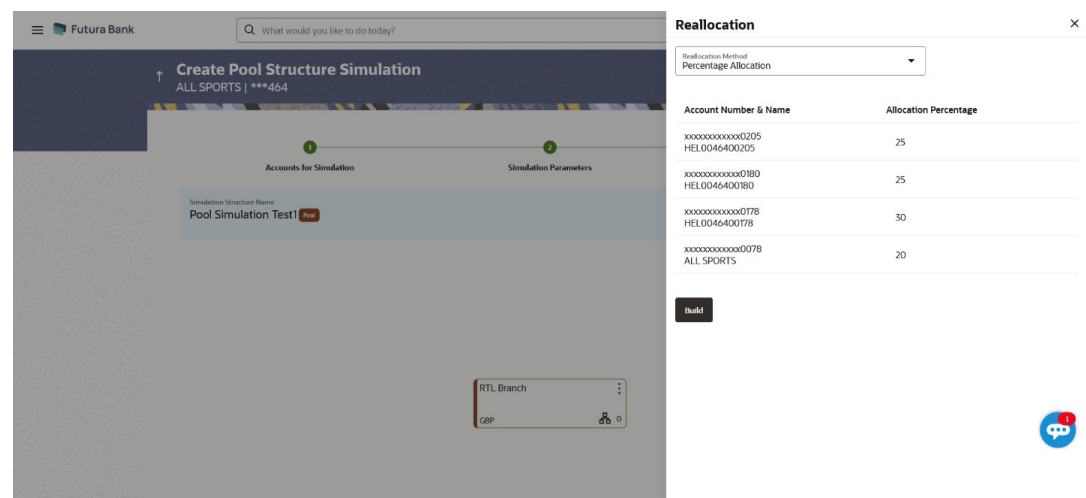 Futura Bank
What would you like to do today?
Create Pool Structure Simulation
ALL SPORTS | ***464
1
2
Accounts for Simulation
Simulation Parameters
Simulation Structure Name
Pool Simulation Test1 Pool
RTL Branch
GBP
0
Reallocation
Reallocation Method
Percentage Allocation
Account Number & Name Allocation Percentage
xxxxxxxxxxxx0205
HEL0046400205
25
xxxxxxxxxxxx0180
HEL0046400180
25
xxxxxxxxxxxx0178
HEL0046400178
30
xxxxxxxxxxxx0078
ALL SPORTS
20
Build
1